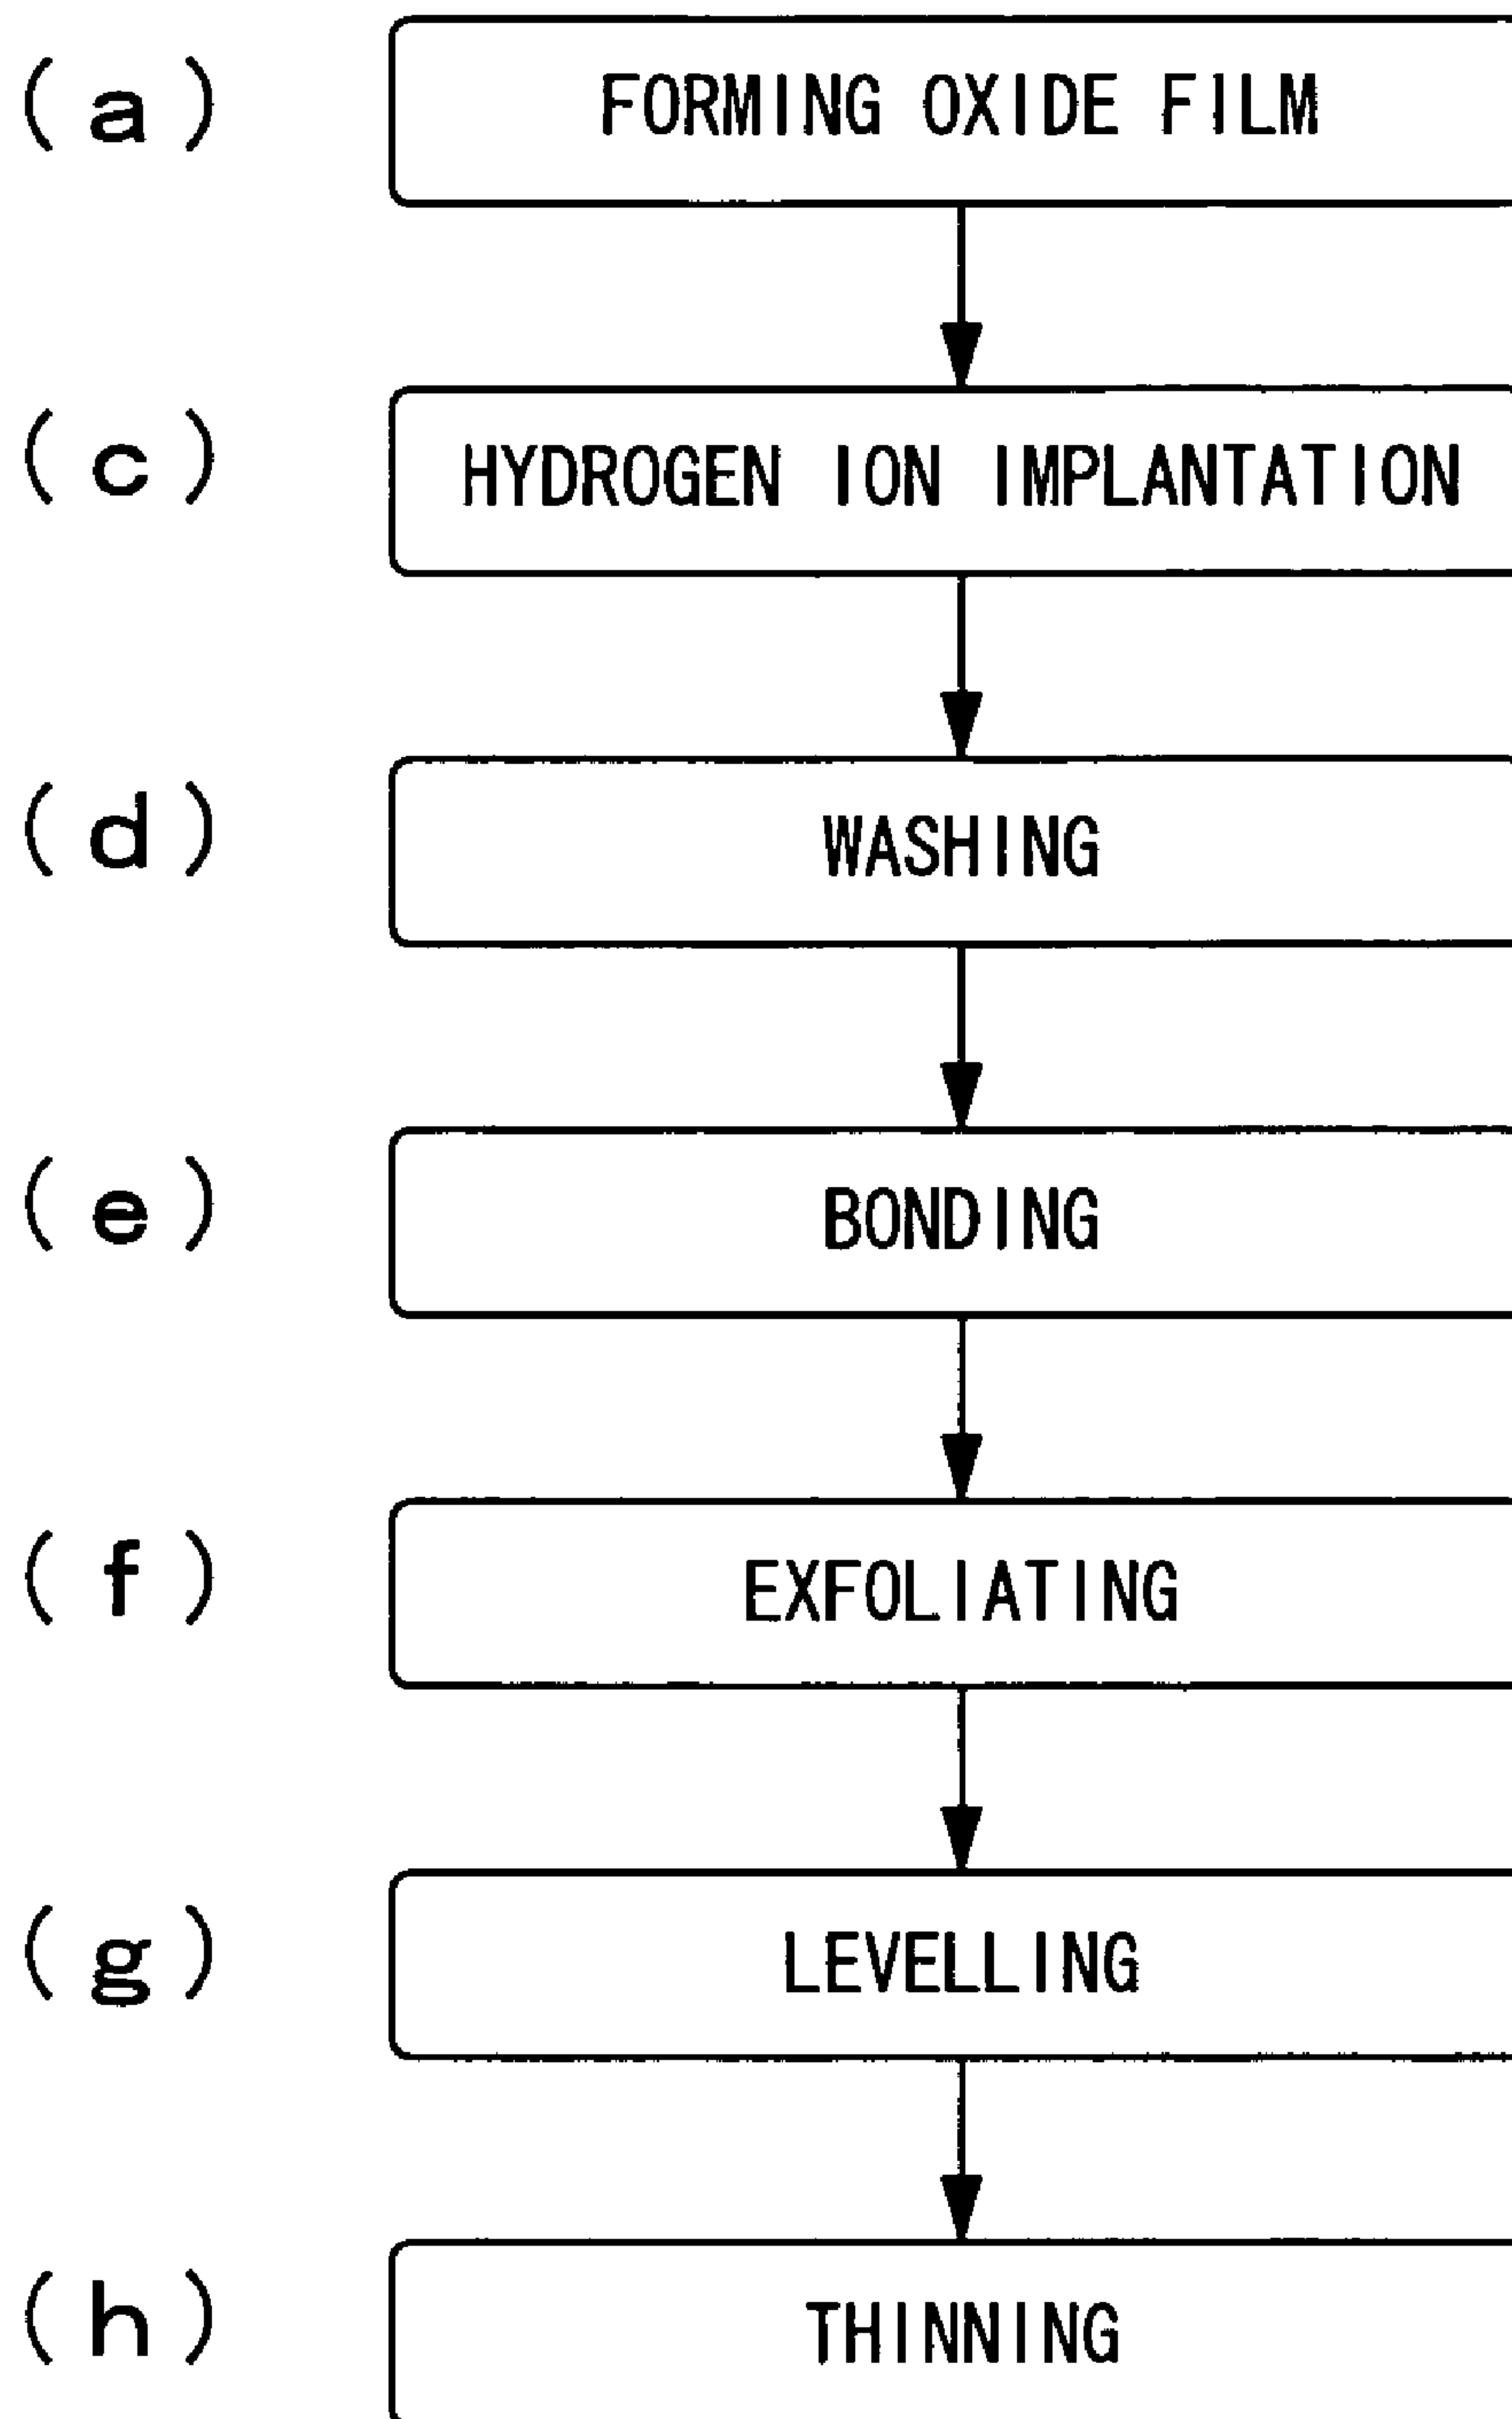 (a) FORMING OXIDE FILM
(c) HYDROGEN ION IMPLANTATION
(d) WASHING
(e) BONDING
(f) EXFOLIATING
(g) LEVELLING
(h) THINNING